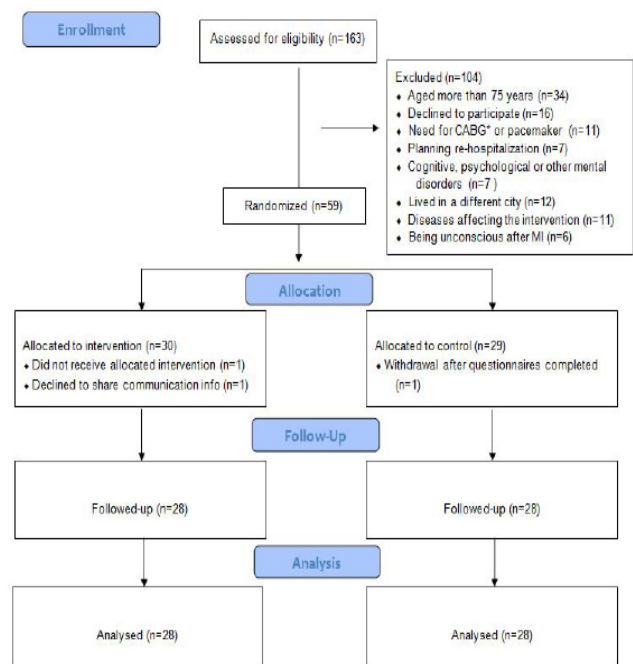 Enrollment
Assessed for eligibility (n=163)
Excluded (n=104)
♦ Aged more than 75 years (n=34)
♦ Declined to participate (n=16)
♦ Need for CABG* or pacemaker (n=11)
♦ Planning re-hospitalization (n=7)
♦ Cognitive, psychological or other mental
disorders (n=7 )
♦ Lived in a different city (n=12)
♦ Diseases affecting the intervention (n=11)
♦ Being unconscious after MI (n=6)
Randomized (n=59)
Allocation
Allocated to intervention (n=30)
♦ Did not receive allocated intervention (n=1)
♦ Declined to share communication info (n=1)
Allocated to control (n=29)
♦ Withdrawal after questionnaires completed
(n=1)
Follow-Up
Followed-up (n=28)
Followed-up (n=28)
Analysis
Analysed (n=28)
Analysed (n=28)